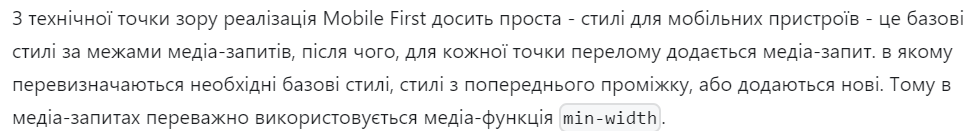 З технічної точки зору реалізація Mobile First досить проста - стилі для мобільних пристроїв - це базові
стилі за межами медіа-запитів, після чого, для кожної точки перелому додається медіа-запит. в якому
перевизначаються необхідні базові стилі, стилі з попереднього проміжку, або додаються нові. Тому в
медіа-запитах переважно використовується медіа-функція min-width.